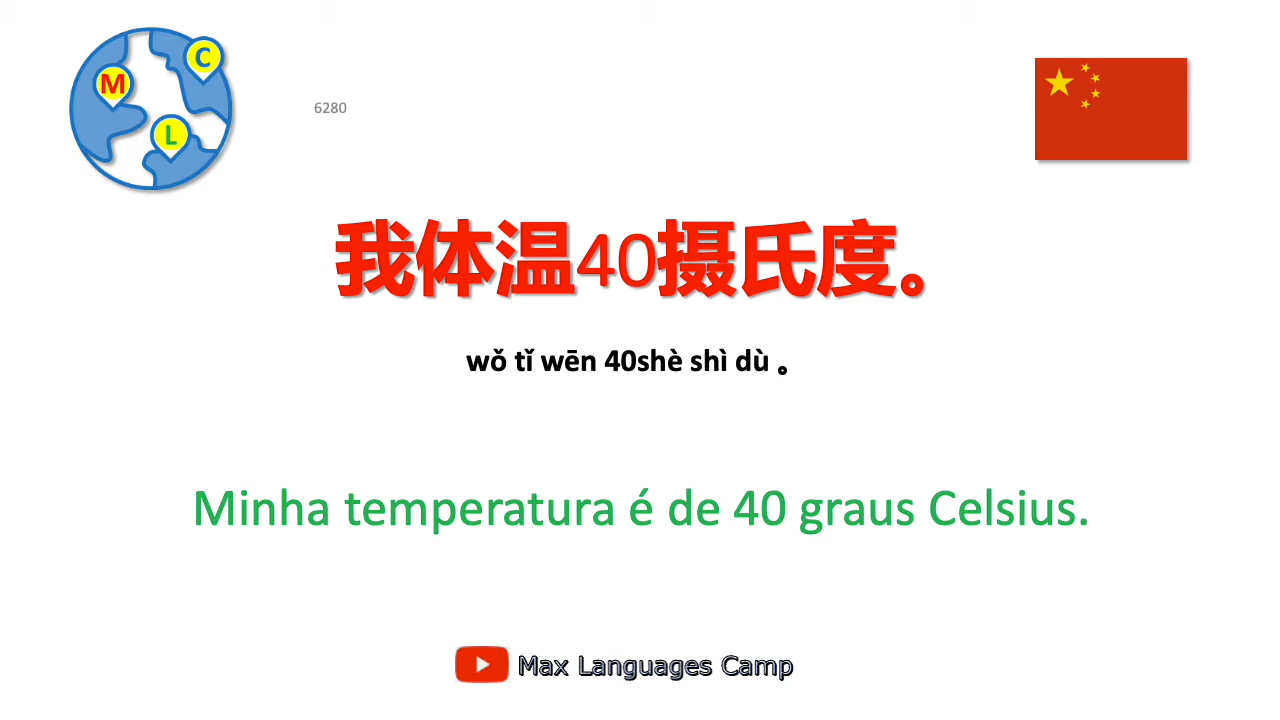 M
C
L
6280
我体温40摄氏度。
wǒ tǐ wēn 40shè shì dù 。
Minha temperatura é de 40 graus Celsius.
Max Languages Camp